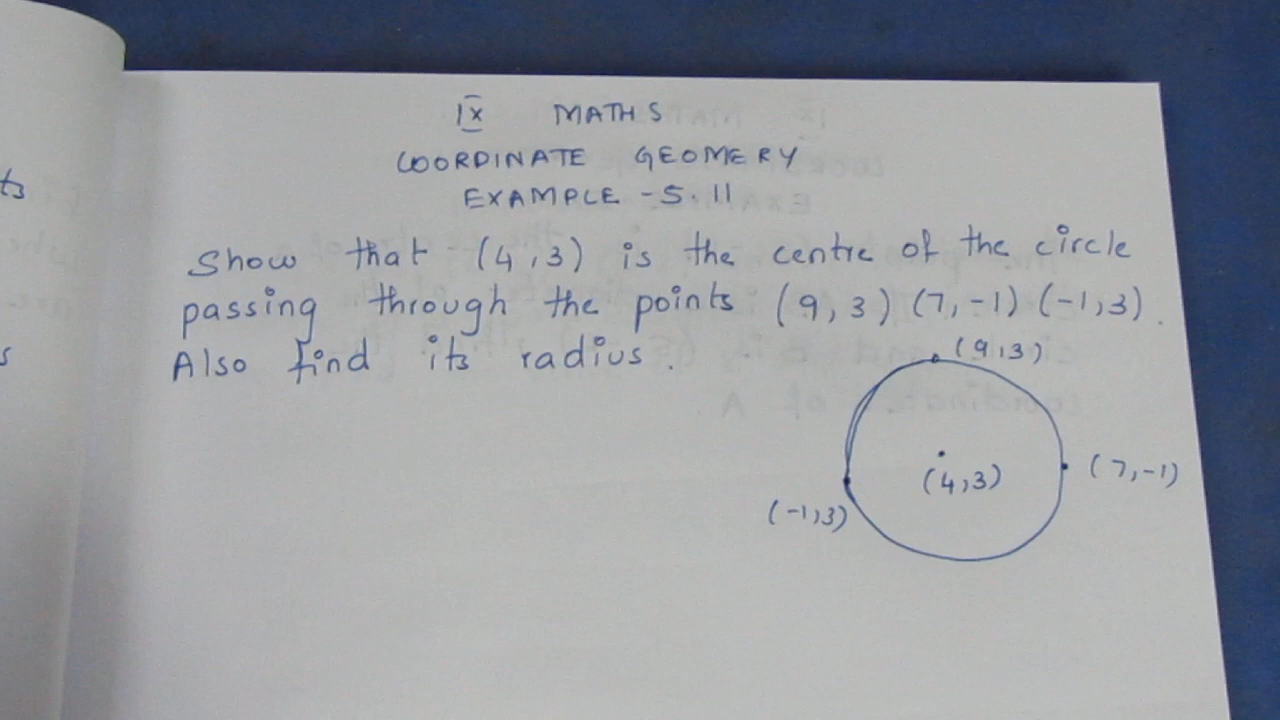 IX MATHS
COORDINATE GEOMERY
EXAMPLE -5.11
Show that (4,3) is the centre of the circle
passing through the points (9,3) (7,-1) (-1,3).
Also find its radius.
(9,3)
(4,3)
(7,-1)
(-1,3)
ts
s